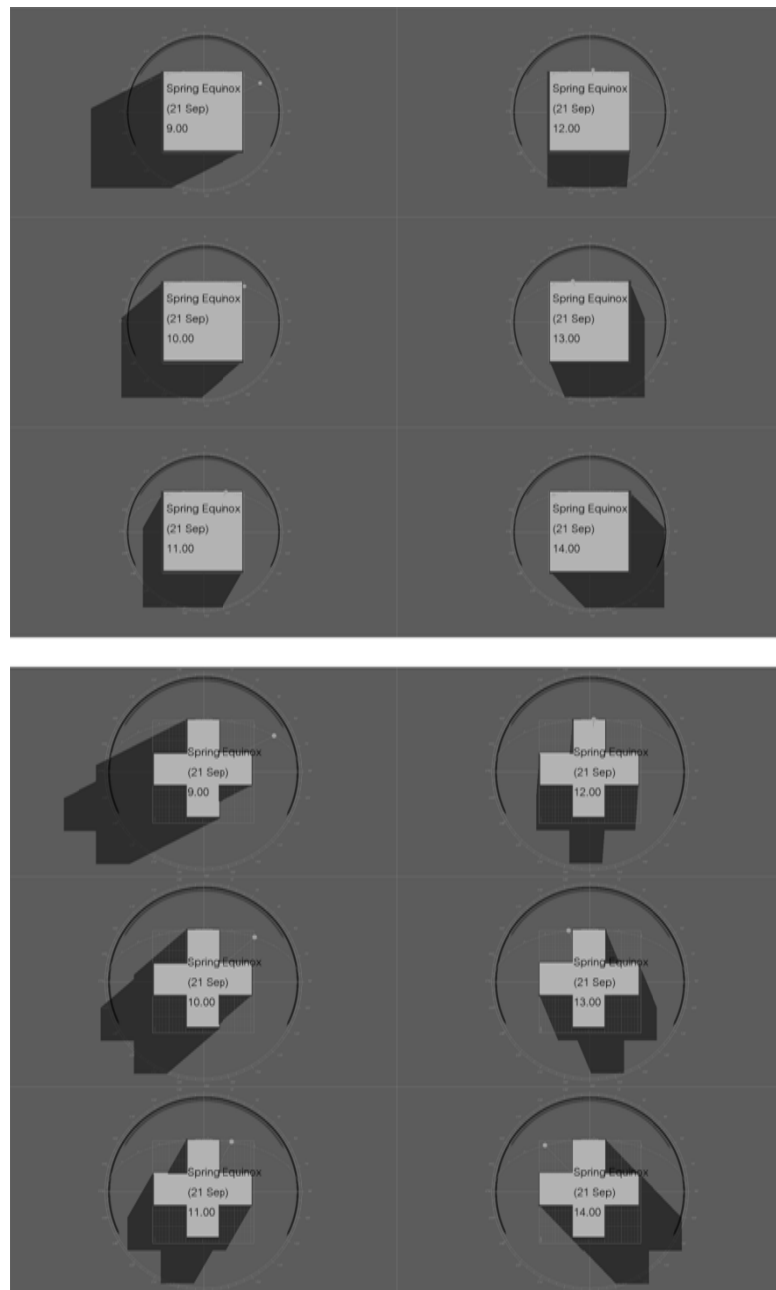 Spring Equinox
(21 Sep)
9.00
Spring Equinox
(21 Sep)
12.00
Spring Equinox
(21 Sep)
10.00
Spring Equinox
(21 Sep)
13.00
Spring Equinox
(21 Sep)
11.00
Spring Equinox
(21 Sep)
14.00
Spring Equinox
(21 Sep)
9.00
Spring Equinox
(21 Sep)
12.00
Spring Equinox
(21 Sep)
10.00
Spring Equinox
(21 Sep)
13.00
Spring Equinox
(21 Sep)
11.00
Spring Equinox
(21 Sep)
14.00